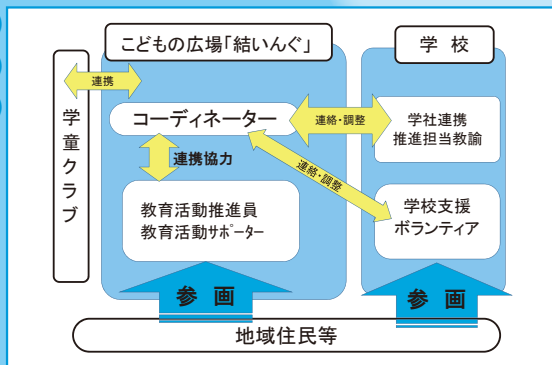 こどもの広場「結いんぐ」
学 校
連携
学童クラブ
コーディネーター
連絡・調整
学社連携
推進担当教諭
連携協力
連絡・調整
教育活動推進員
教育活動サポーター
学校支援
ボランティア
参 画
参 画
地域住民等